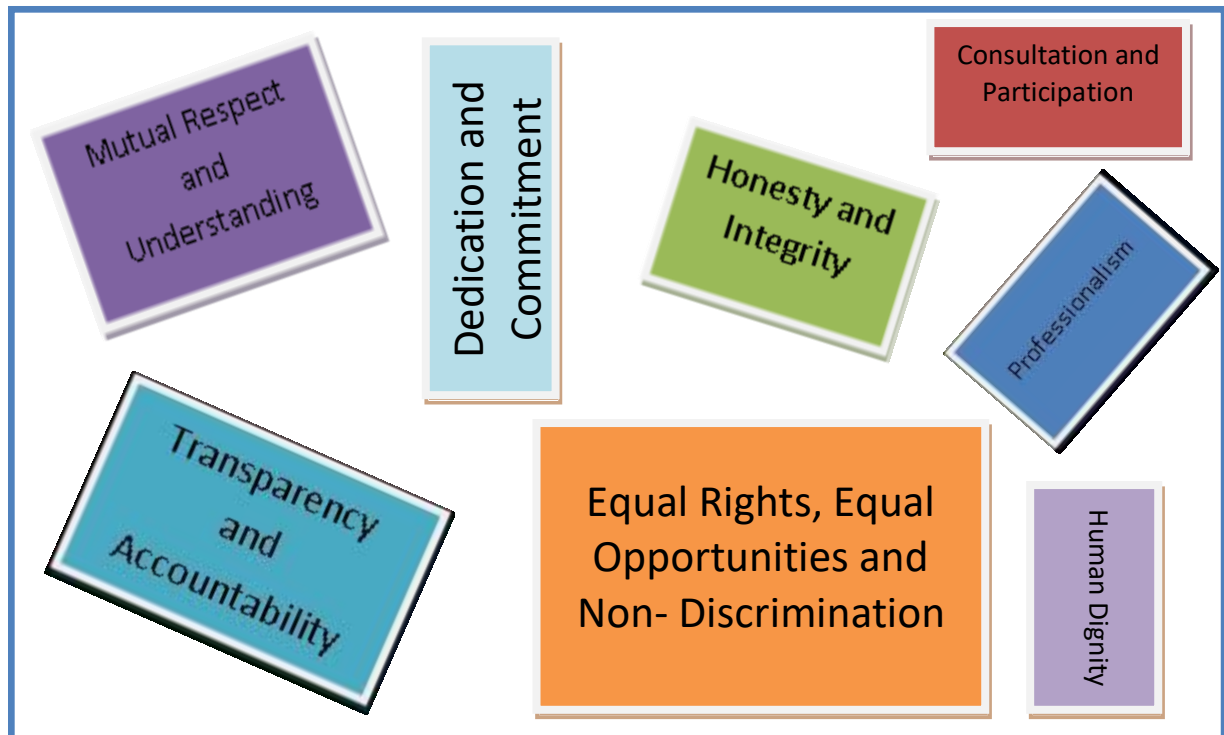 Mutual Respect
and
Understanding
Dedication and
Commitment
Honesty and
Integrity
Consultation and
Participation
Professionalism
Transparency
and
Accountability
Equal Rights, Equal
Opportunities and
Non- Discrimination
Human Dignity